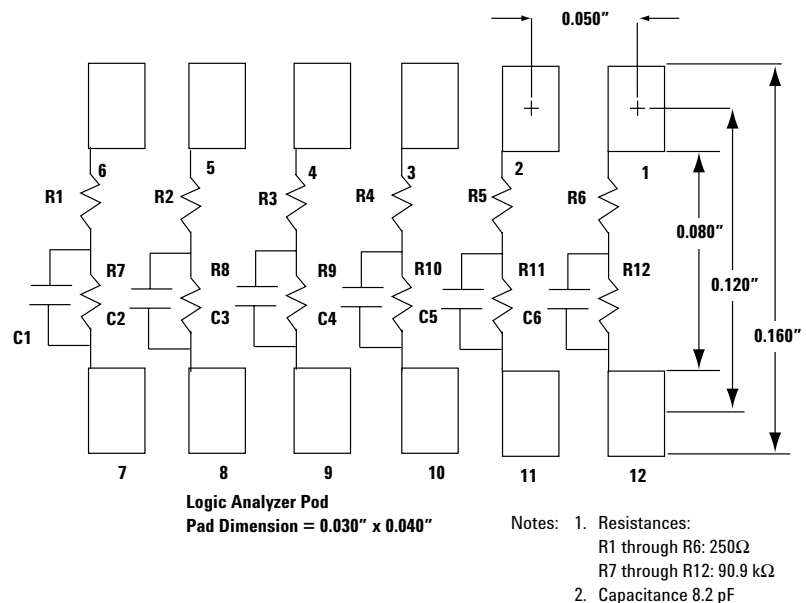 0.050″
6 5 4 3 2 1
R1 R2 R3 R4 R5 R6
0.080″
R7 R8 R9 R10 R11 R12
0.120″
0.160″
C1 C2 C3 C4 C5 C6
7 8 9 10 11 12
Logic Analyzer Pod
Pad Dimension = 0.030″ x 0.040″
Notes: 1. Resistances:
R1 through R6: 250Ω
R7 through R12: 90.9 kΩ
2. Capacitance 8.2 pF